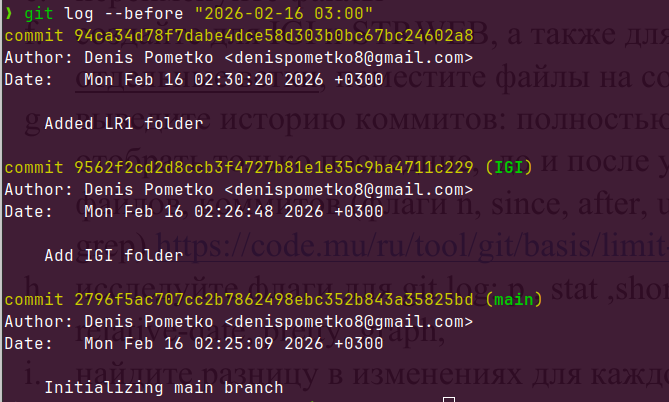 ❯ git log --before "2026-02-16 03:00"
commit 94ca34d78f7dabe4dce58d303b0bc67bc24602a8
Author: Denis Pometko <denispometko8@gmail.com>
Date:   Mon Feb 16 02:30:20 2026 +0300
    Added LR1 folder
commit 9562f2cd2d8ccb3f4727b81e1e35c9ba4711c229 (IGI)
Author: Denis Pometko <denispometko8@gmail.com>
Date:   Mon Feb 16 02:26:48 2026 +0300
    Add IGI folder
commit 2796f5ac707cc2b7862498ebc352b843a35825bd (main)
Author: Denis Pometko <denispometko8@gmail.com>
Date:   Mon Feb 16 02:25:09 2026 +0300
    Initializing main branch